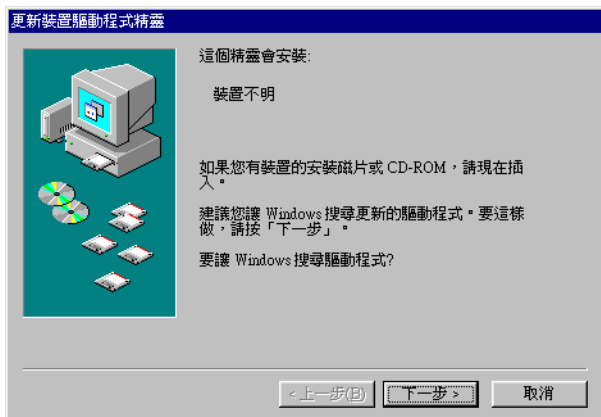 更新裝置驅動程式精靈
這個精靈會安裝:
裝置不明
如果您有裝置的安裝磁片或 CD-ROM，請現在插
入。
建議您讓 Windows 搜尋更新的驅動程式。要這樣
做，請按「下一步」。
要讓 Windows 搜尋驅動程式?
<上一步(B)
下一步 >
取消